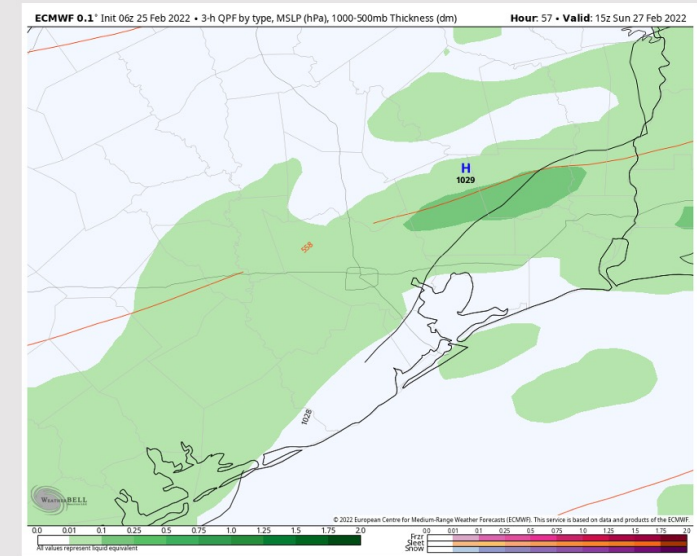 ECMWF 0.1° Init 06z 25 Feb 2022 • 3-h QPF by type, MSLP (hPa), 1000-500mb Thickness (dm)
Hour: 57 • Valid: 15z Sun 27 Feb 2022
H
1029
558
1028
WEATHERBELL
© 2022 European Centre for Medium-Range Weather Forecasts (ECMWF). This service is based on data and products of the ECMWF.
0.0 0.01 0.1 0.25 0.5 0.75 1.0 1.25 1.5 1.75 2.0
All values represent liquid equivalent
0.0 0.01 0.1 0.25 0.5 0.75 1.0 1.25 1.5 1.75 2.0
Frzr
Sleet
Snow